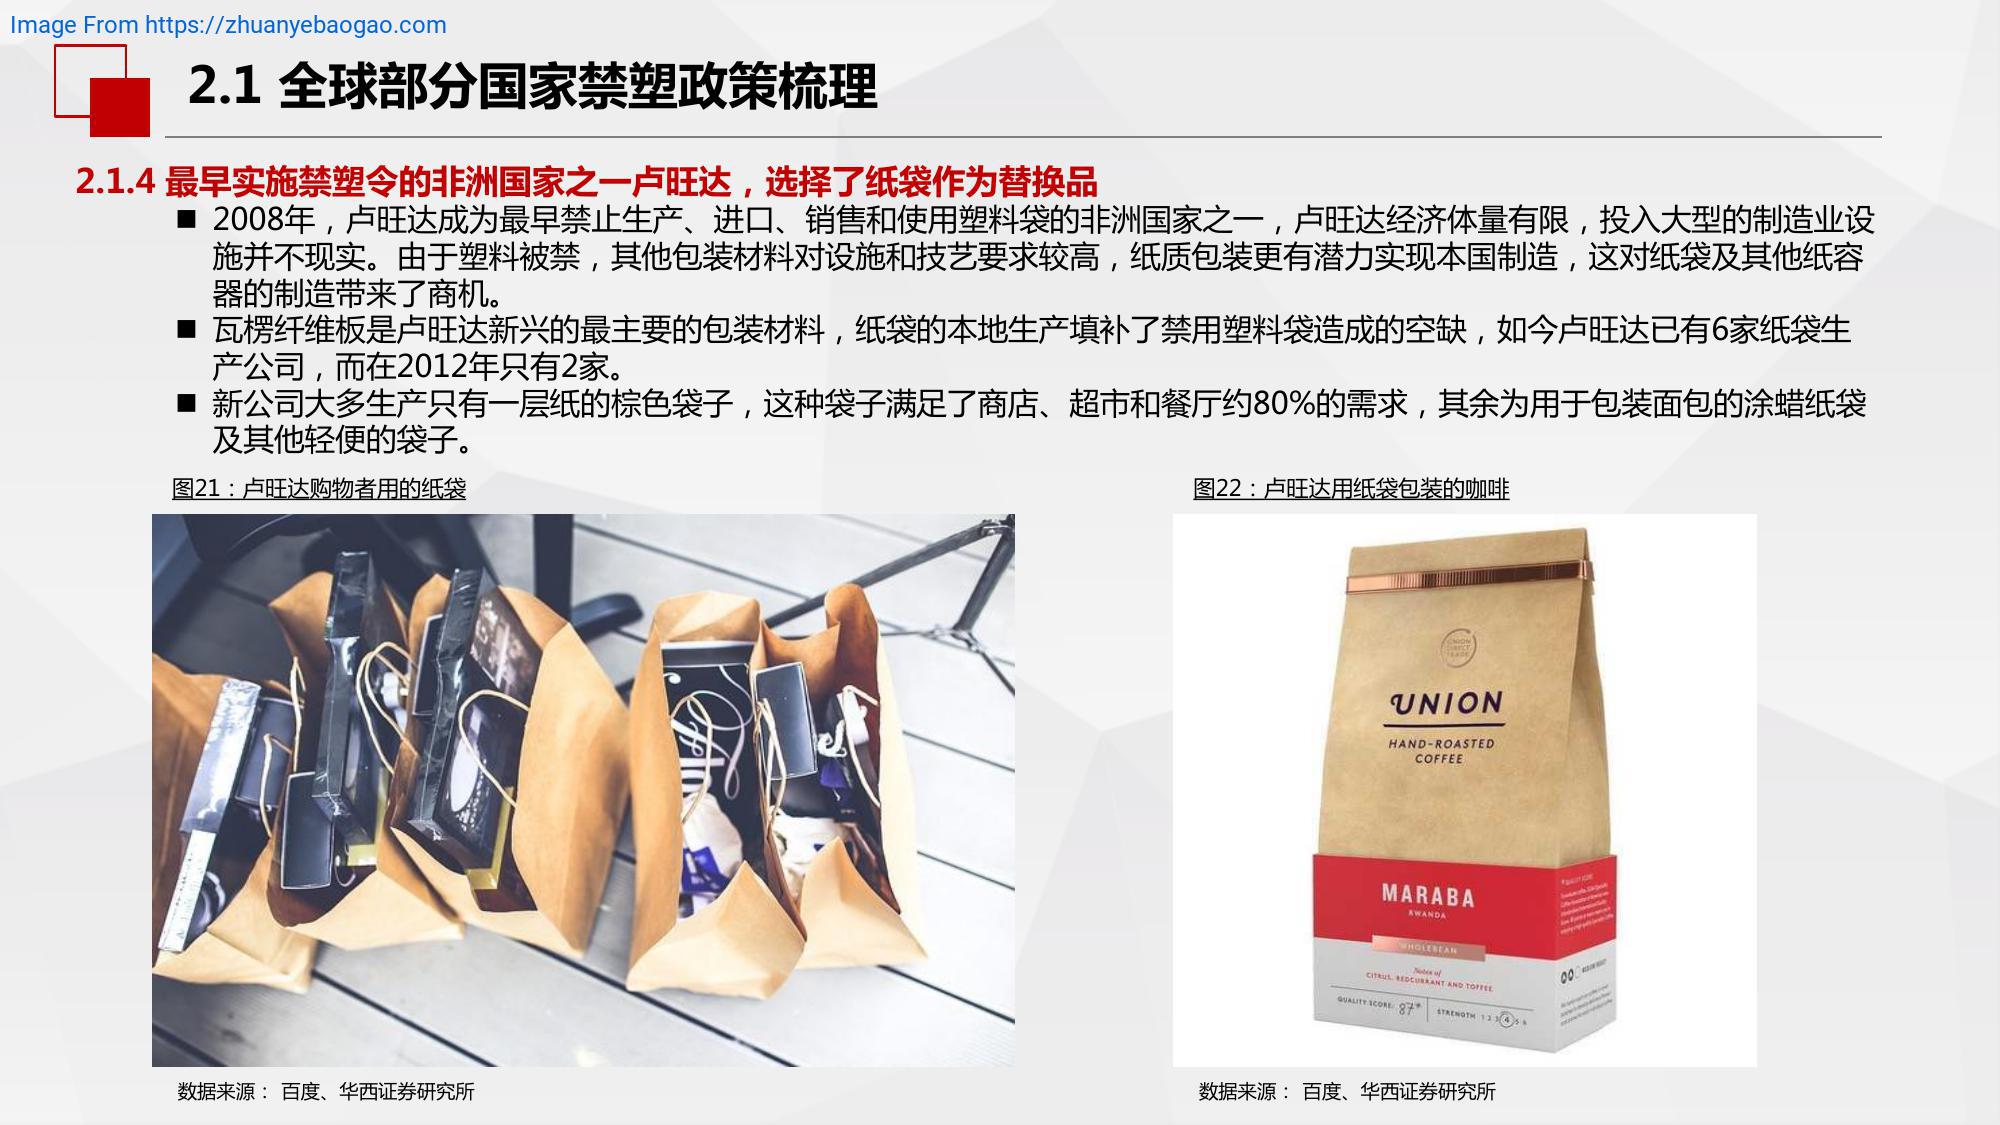 Image From https://zhuanyebaogao.com
2.1 全球部分国家禁塑政策梳理
2.1.4 最早实施禁塑令的非洲国家之一卢旺达，选择了纸袋作为替换品
■ 2008年，卢旺达成为最早禁止生产、进口、销售和使用塑料袋的非洲国家之一，卢旺达经济体量有限，投入大型的制造业设
施并不现实。由于塑料被禁，其他包装材料对设施和技艺要求较高，纸质包装更有潜力实现本国制造，这对纸袋及其他纸容
器的制造带来了商机。
■ 瓦楞纤维板是卢旺达新兴的最主要的包装材料，纸袋的本地生产填补了禁用塑料袋造成的空缺，如今卢旺达已有6家纸袋生
产公司，而在2012年只有2家。
■ 新公司大多生产只有一层纸的棕色袋子，这种袋子满足了商店、超市和餐厅约80%的需求，其余为用于包装面包的涂蜡纸袋
及其他轻便的袋子。
图21：卢旺达购物者用的纸袋
图22：卢旺达用纸袋包装的咖啡
UNION
DIRECT
TRADE
UNION
HAND-ROASTED
COFFEE
MARABA
RWANDA
WHOLEBEAN
Notes of
CITRUS, REDCURRANT AND TOFFEE
QUALITY SCORE: 87+
STRENGTH 1 2 3 4 5 6
数据来源： 百度、华西证券研究所
数据来源： 百度、华西证券研究所